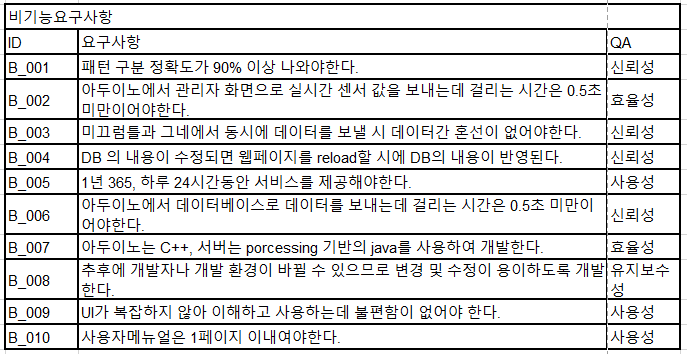 비기능요구사항
ID 요구사항 QA
B_001 패턴 구분 정확도가 90% 이상 나와야한다. 신뢰성
B_002 아두이노에서 관리자 화면으로 실시간 센서 값을 보내는데 걸리는 시간은 0.5초
미만이어야한다. 효율성
B_003 미끄럼틀과 그네에서 동시에 데이터를 보낼 시 데이터간 혼선이 없어야한다. 신뢰성
B_004 DB 의 내용이 수정되면 웹페이지를 reload할 시에 DB의 내용이 반영된다. 신뢰성
B_005 1년 365, 하루 24시간동안 서비스를 제공해야한다. 사용성
B_006 아두이노에서 데이터베이스로 데이터를 보내는데 걸리는 시간은 0.5초 미만이
어야한다. 신뢰성
B_007 아두이노는 C++, 서버는 porcessing 기반의 java를 사용하여 개발한다. 효율성
B_008 추후에 개발자나 개발 환경이 바뀔 수 있으므로 변경 및 수정이 용이하도록 개발 유지보수
한다. 성
B_009 UI가 복잡하지 않아 이해하고 사용하는데 불편함이 없어야 한다. 사용성
B_010 사용자메뉴얼은 1페이지 이내여야한다. 사용성